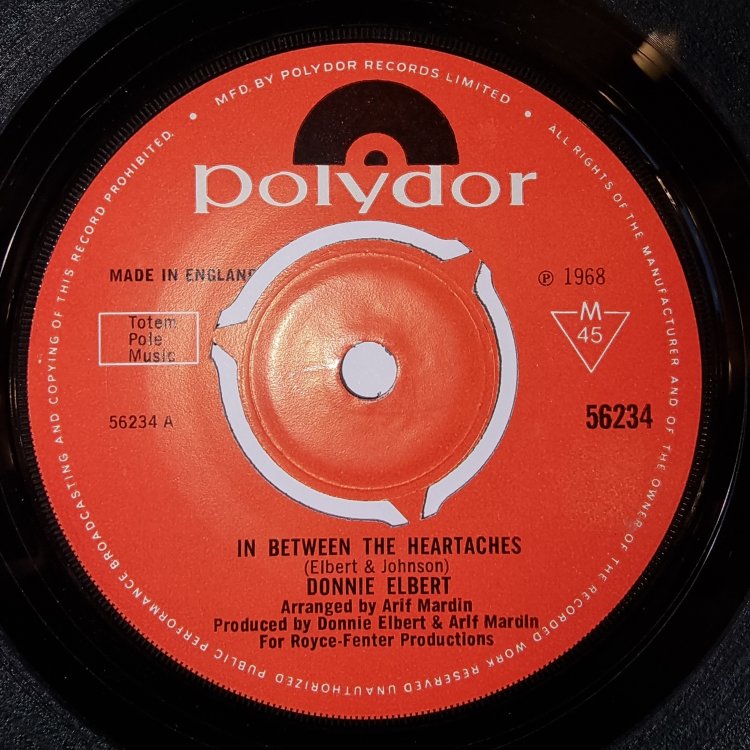 MFD. BY POLYDOR RECORDS LIMITED
ALL RIGHTS OF THE MANUFACTURER AND OF THE OWNER OF THE RECORDED WORK RESERVED UNAUTHORIZED PUBLIC PERFORMANCE BROADCASTING AND COPYING OF THIS RECORD PROHIBITED.
polydor
MADE IN ENGLAND
℗ 1968
Totem
Pole
Music
M
45
56234 A
56234
IN BETWEEN THE HEARTACHES
(Elbert & Johnson)
DONNIE ELBERT
Arranged by Arif Mardin
Produced by Donnie Elbert & Arif Mardin
For Royce-Fenter Productions